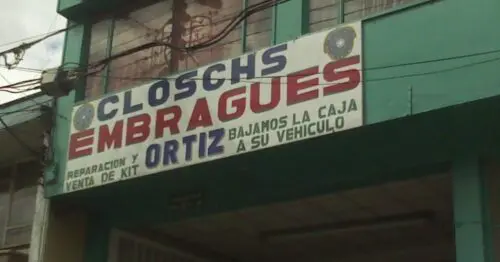 CLOSCHS
EMBRAGUES
REPARACION Y
VENTA DE KIT
ORTIZ
BAJAMOS LA CAJA
A SU VEHICULO